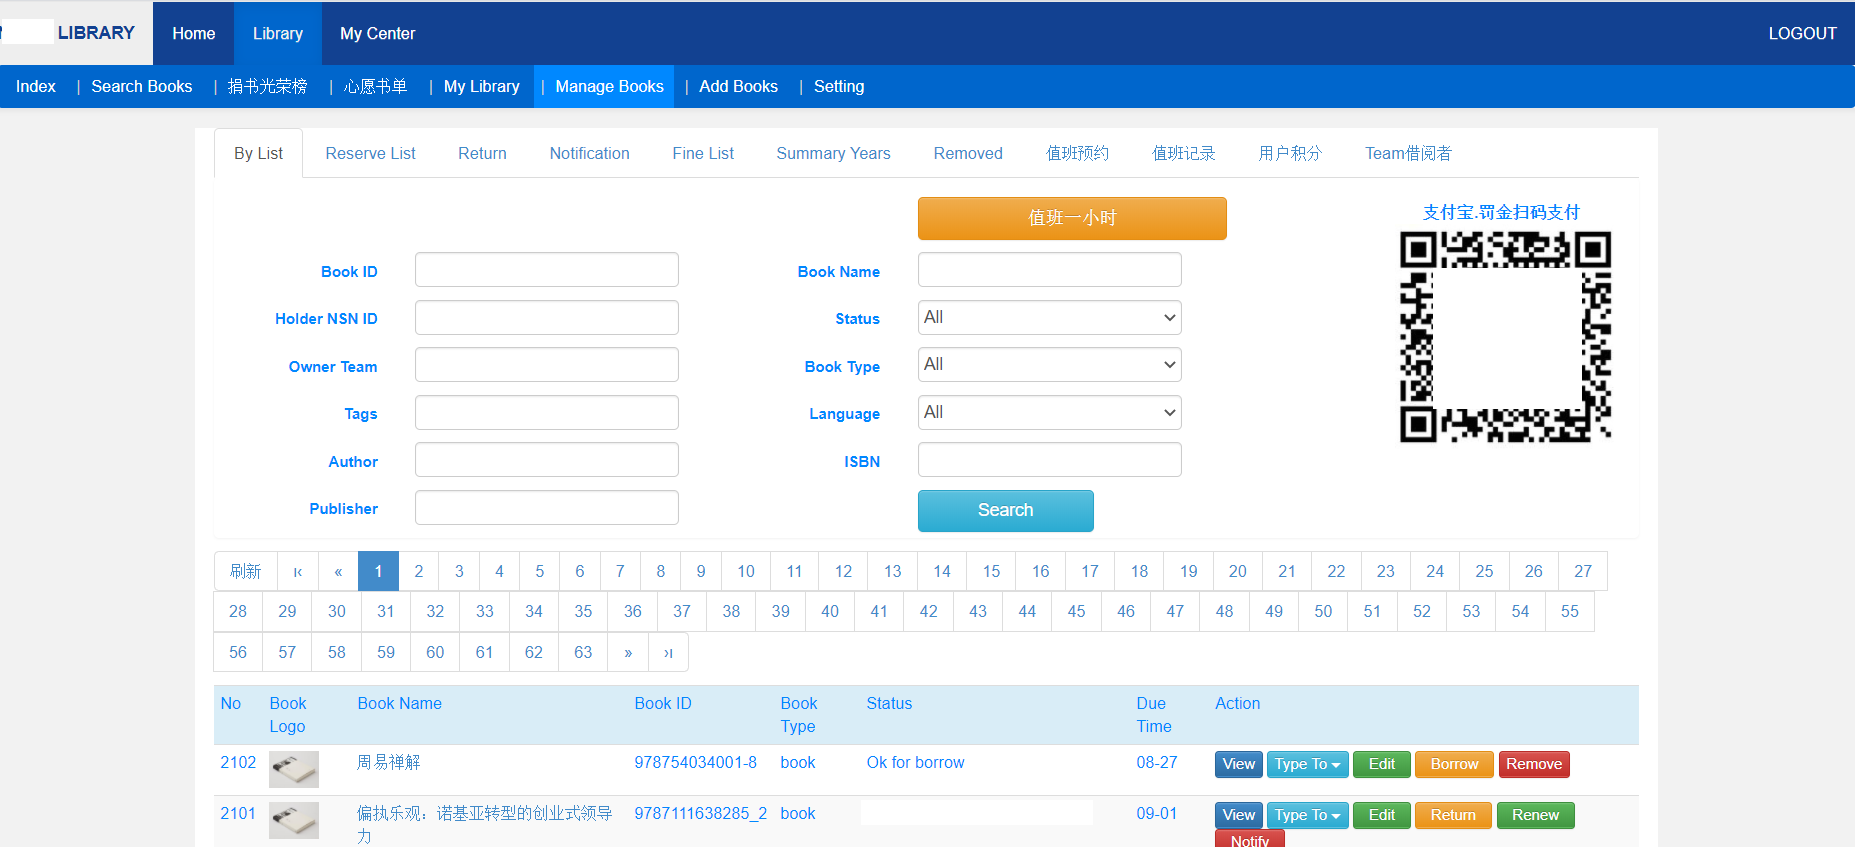 LIBRARY Home Library My Center LOGOUT
Index | Search Books | 捐书光荣榜 | 心愿书单 | My Library | Manage Books | Add Books | Setting
By List Reserve List Return Notification Fine List Summary Years Removed 值班预约 值班记录 用户积分 Team借阅者
值班一小时
支付宝.罚金扫码支付
Book ID Book Name
Holder NSN ID Status All
Owner Team Book Type All
Tags Language All
Author ISBN
Publisher Search
刷新 ı‹ « 1 2 3 4 5 6 7 8 9 10 11 12 13 14 15 16 17 18 19 20 21 22 23 24 25 26 27
28 29 30 31 32 33 34 35 36 37 38 39 40 41 42 43 44 45 46 47 48 49 50 51 52 53 54 55
56 57 58 59 60 61 62 63 » ›ı
No Book Logo Book Name Book ID Book Type Status Due Time Action
2102 周易禅解 978754034001-8 book Ok for borrow 08-27 View Type To Edit Borrow Remove
2101 偏执乐观：诺基亚转型的创业式领导力 9787111638285_2 book 09-01 View Type To Edit Return Renew
Notify